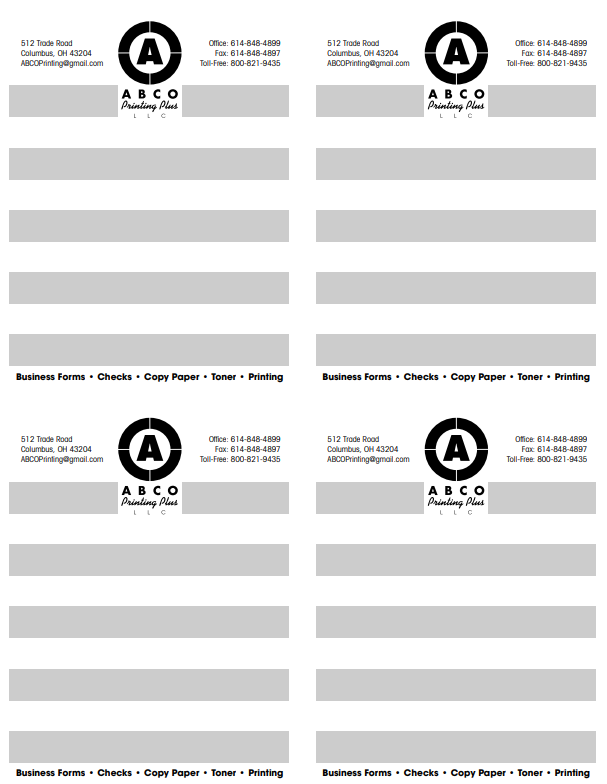 512 Trade Road
Columbus, OH 43204
ABCOPrinting@gmail.com
A
ABCO
Printing Plus
LLC
Office: 614-848-4899
Fax: 614-848-4897
Toll-Free: 800-821-9435
Business Forms • Checks • Copy Paper • Toner • Printing
512 Trade Road
Columbus, OH 43204
ABCOPrinting@gmail.com
A
ABCO
Printing Plus
LLC
Office: 614-848-4899
Fax: 614-848-4897
Toll-Free: 800-821-9435
Business Forms • Checks • Copy Paper • Toner • Printing
512 Trade Road
Columbus, OH 43204
ABCOPrinting@gmail.com
A
ABCO
Printing Plus
LLC
Office: 614-848-4899
Fax: 614-848-4897
Toll-Free: 800-821-9435
Business Forms • Checks • Copy Paper • Toner • Printing
512 Trade Road
Columbus, OH 43204
ABCOPrinting@gmail.com
A
ABCO
Printing Plus
LLC
Office: 614-848-4899
Fax: 614-848-4897
Toll-Free: 800-821-9435
Business Forms • Checks • Copy Paper • Toner • Printing